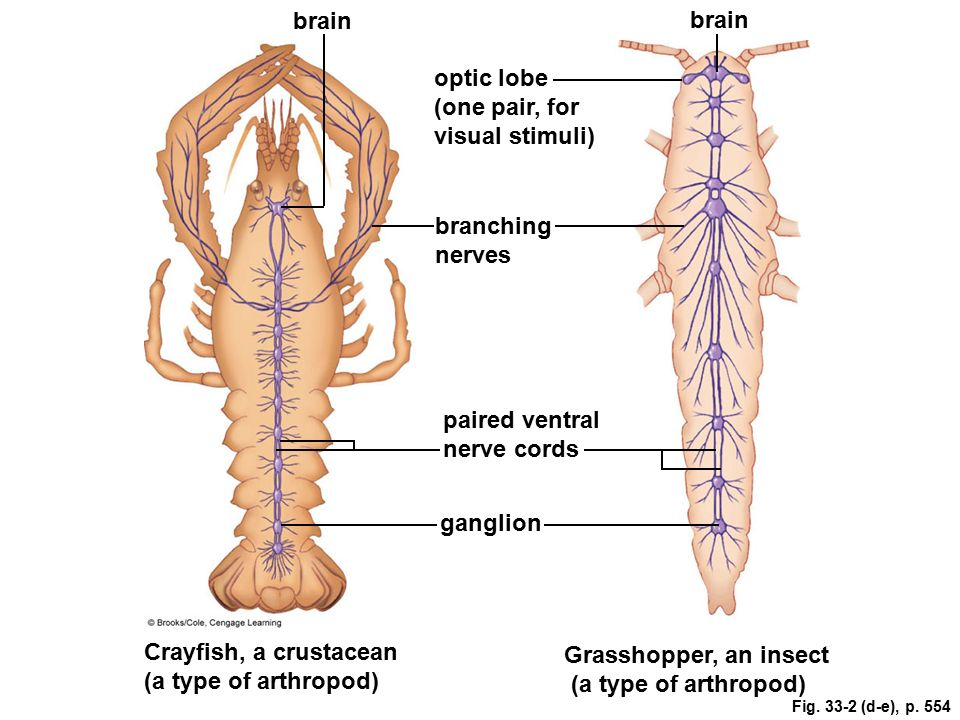 brain
brain
optic lobe
(one pair, for
visual stimuli)
branching
nerves
paired ventral
nerve cords
ganglion
© Brooks/Cole, Cengage Learning
Crayfish, a crustacean
(a type of arthropod)
Grasshopper, an insect
(a type of arthropod)
Fig. 33-2 (d-e), p. 554